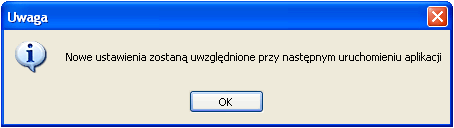 Uwaga
Nowe ustawienia zostaną uwzględnione przy następnym uruchomieniu aplikacji
OK